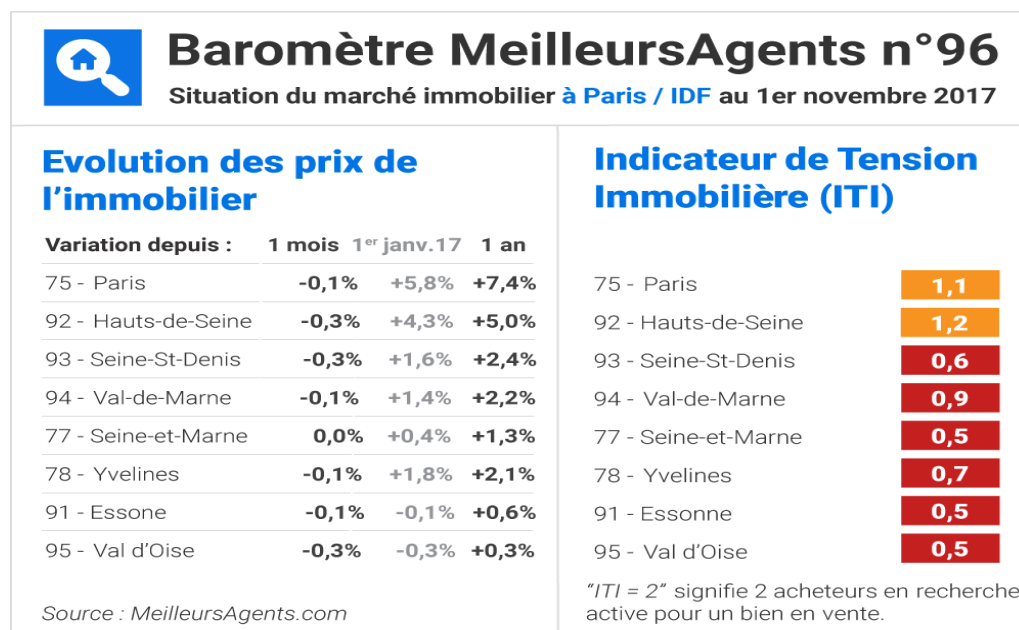 Baromètre MeilleursAgents n°96
Situation du marché immobilier à Paris / IDF au 1er novembre 2017
Evolution des prix de
l’immobilier
Variation depuis : 1 mois 1er janv.17 1 an
75 - Paris -0,1% +5,8% +7,4%
92 - Hauts-de-Seine -0,3% +4,3% +5,0%
93 - Seine-St-Denis -0,3% +1,6% +2,4%
94 - Val-de-Marne -0,1% +1,4% +2,2%
77 - Seine-et-Marne 0,0% +0,4% +1,3%
78 - Yvelines -0,1% +1,8% +2,1%
91 - Essone -0,1% -0,1% +0,6%
95 - Val d’Oise -0,3% -0,3% +0,3%
Source : MeilleursAgents.com
Indicateur de Tension
Immobilière (ITI)
75 - Paris 1,1
92 - Hauts-de-Seine 1,2
93 - Seine-St-Denis 0,6
94 - Val-de-Marne 0,9
77 - Seine-et-Marne 0,5
78 - Yvelines 0,7
91 - Essonne 0,5
95 - Val d’Oise 0,5
“ITI = 2” signifie 2 acheteurs en recherche
active pour un bien en vente.